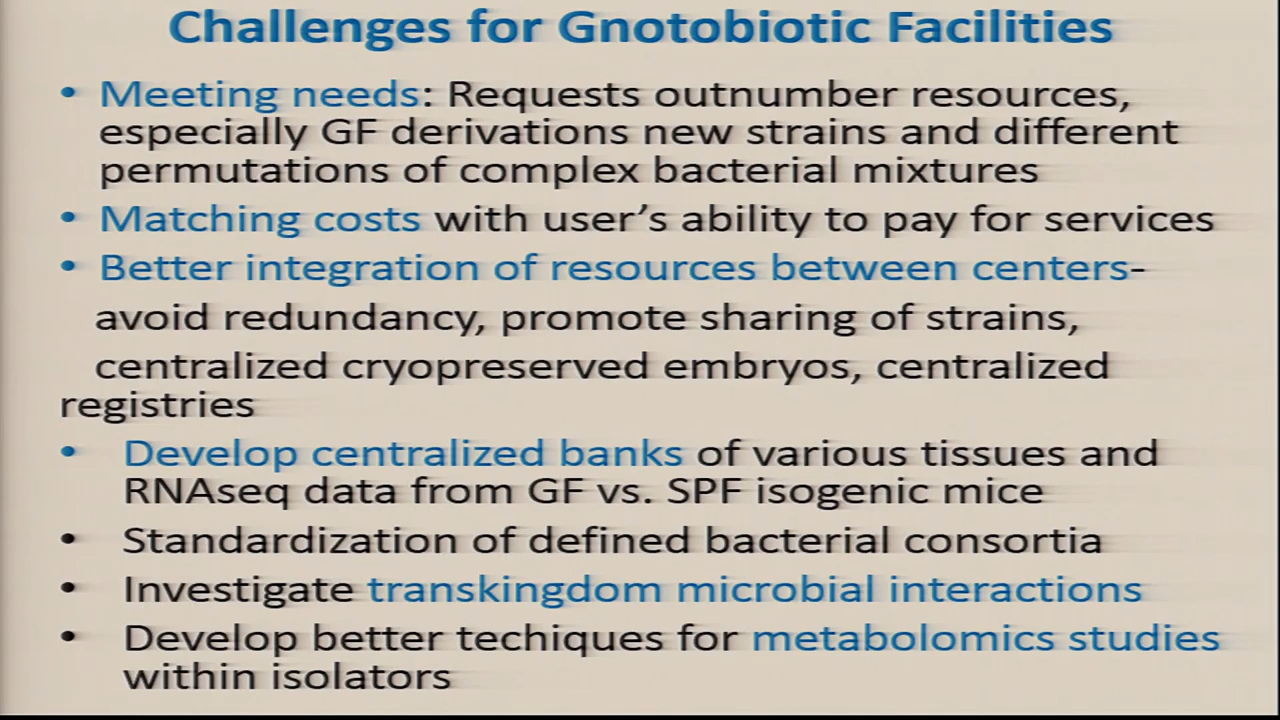 Challenges for Gnotobiotic Facilities
• Meeting needs: Requests outnumber resources,
especially GF derivations new strains and different
permutations of complex bacterial mixtures
• Matching costs with user's ability to pay for services
• Better integration of resources between centers-
avoid redundancy, promote sharing of strains,
centralized cryopreserved embryos, centralized
registries
• Develop centralized banks of various tissues and
RNAseq data from GF vs. SPF isogenic mice
• Standardization of defined bacterial consortia
• Investigate transkingdom microbial interactions
• Develop better techiques for metabolomics studies
within isolators